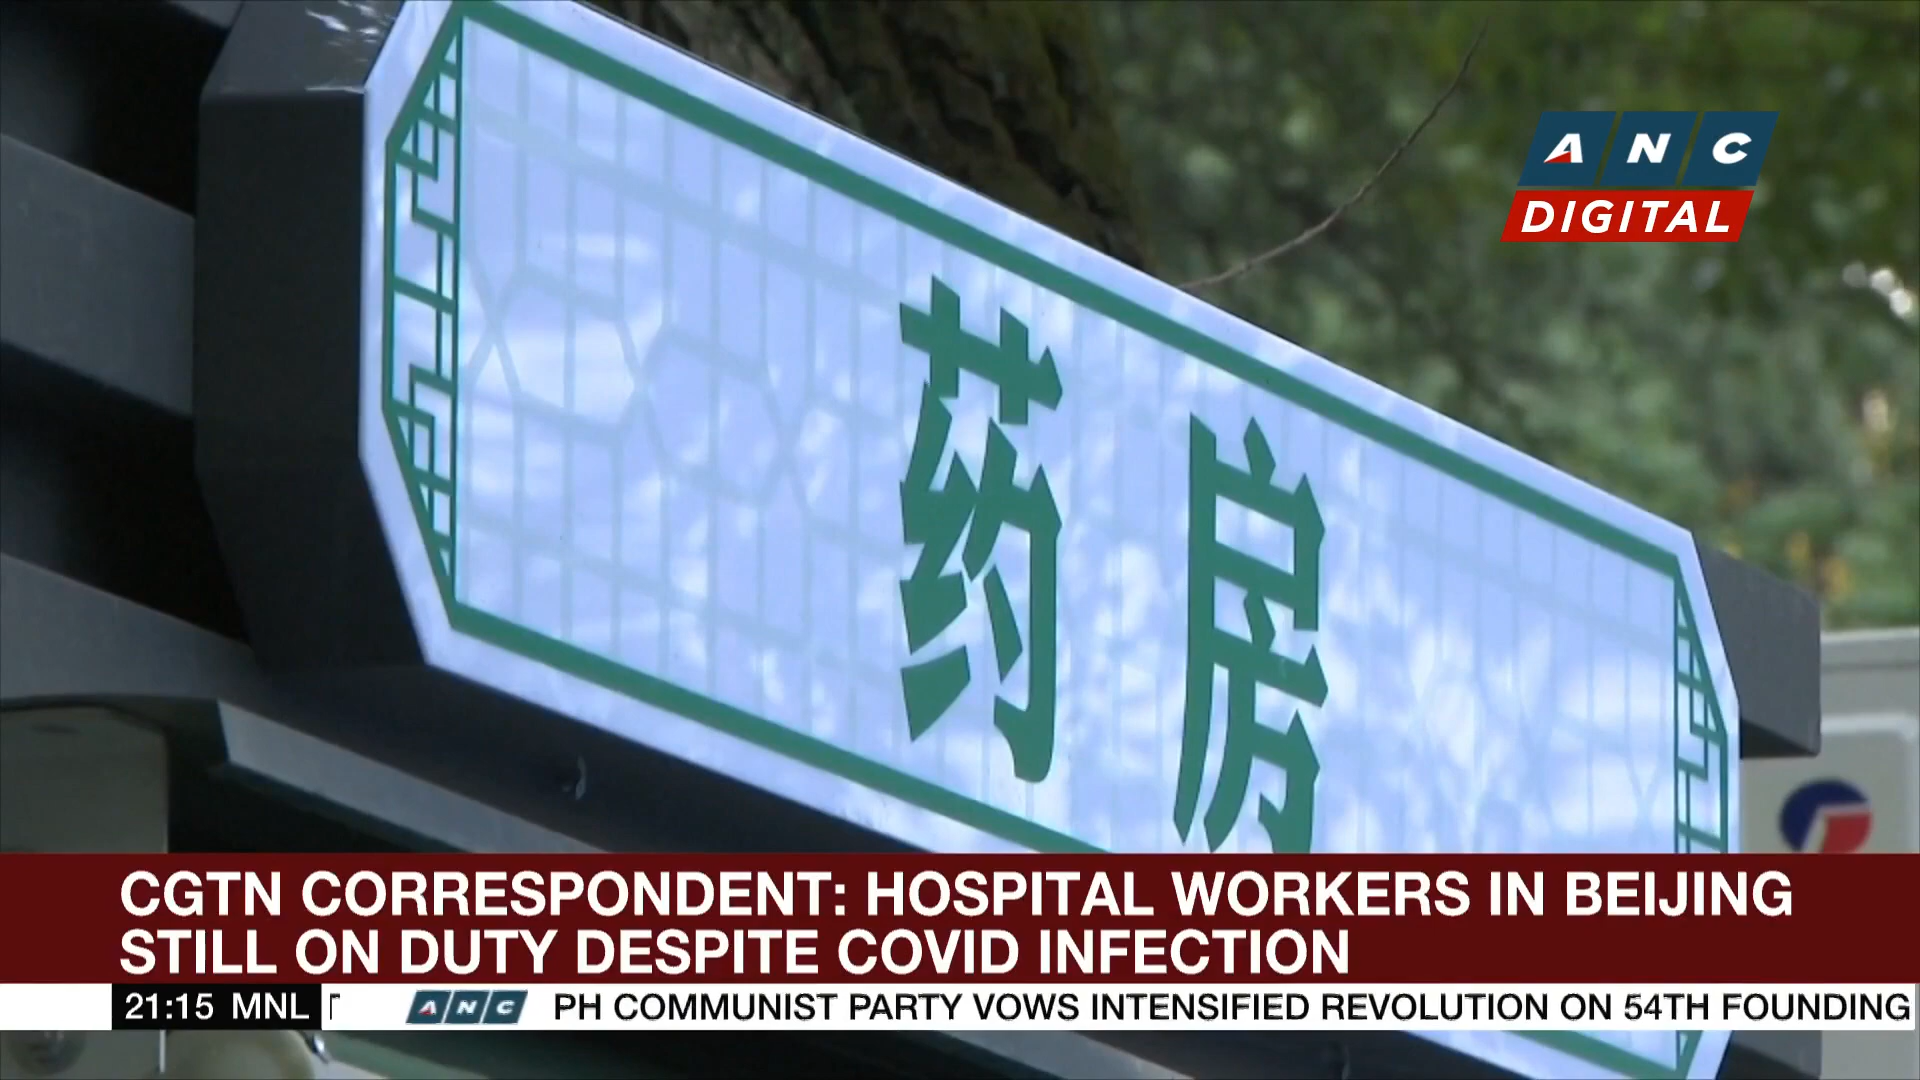 ANC
DIGITAL
药房
CGTN CORRESPONDENT: HOSPITAL WORKERS IN BEIJING
STILL ON DUTY DESPITE COVID INFECTION
21:15 MNL ANC PH COMMUNIST PARTY VOWS INTENSIFIED REVOLUTION ON 54TH FOUNDING